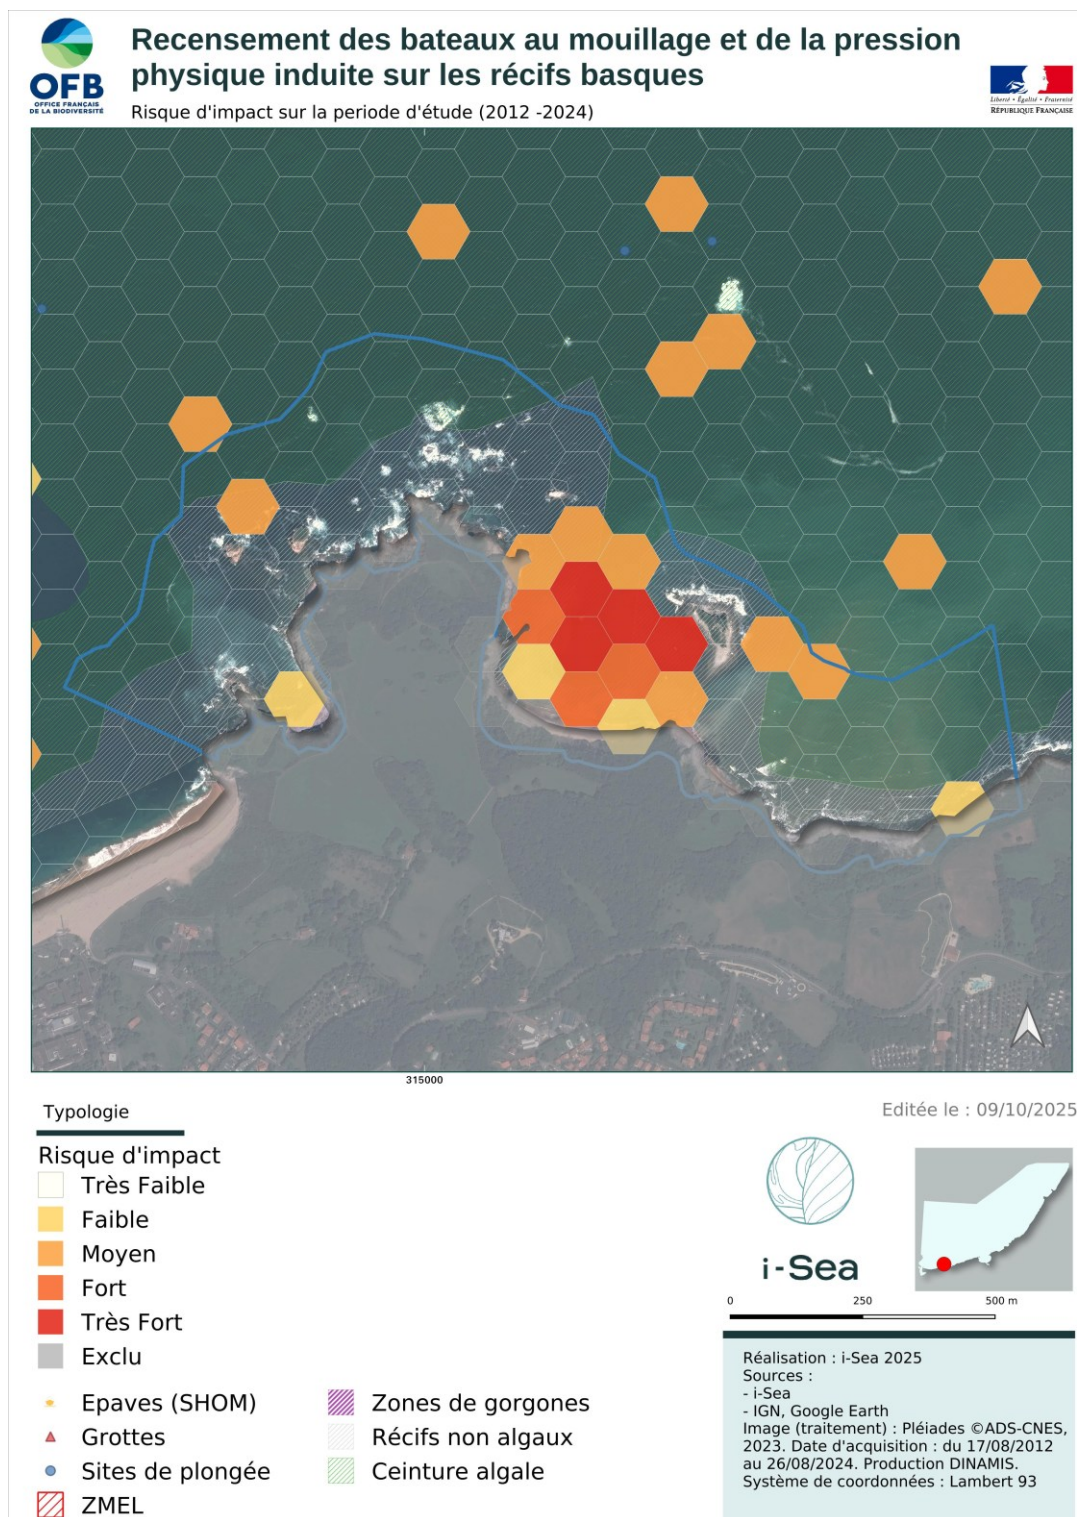 OFB
OFFICE FRANÇAIS
DE LA BIODIVERSITÉ
Recensement des bateaux au mouillage et de la pression
physique induite sur les récifs basques
Risque d'impact sur la periode d'étude (2012 -2024)
Liberté • Égalité • Fraternité
RÉPUBLIQUE FRANÇAISE
315000
Typologie
Editée le : 09/10/2025
Risque d'impact
Très Faible
Faible
Moyen
Fort
Très Fort
Exclu
Epaves (SHOM)
Grottes
Sites de plongée
ZMEL
Zones de gorgones
Récifs non algaux
Ceinture algale
i-Sea
0 250 500 m
Réalisation : i-Sea 2025
Sources :
- i-Sea
- IGN, Google Earth
Image (traitement) : Pléiades ©ADS-CNES,
2023. Date d'acquisition : du 17/08/2012
au 26/08/2024. Production DINAMIS.
Système de coordonnées : Lambert 93